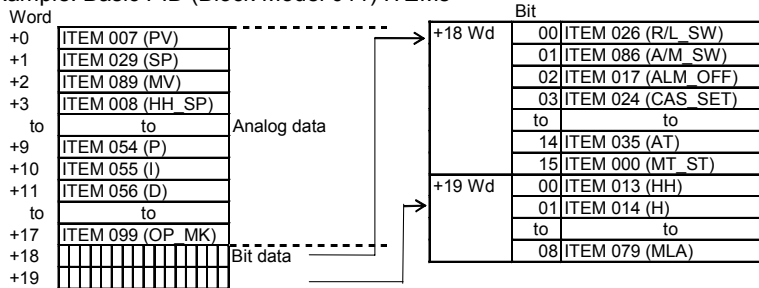 Word
+0 ITEM 007 (PV)
+1 ITEM 029 (SP)
+2 ITEM 089 (MV)
+3 ITEM 008 (HH_SP)
to to Analog data
+9 ITEM 054 (P)
+10 ITEM 055 (I)
+11 ITEM 056 (D)
to to
+17 ITEM 099 (OP_MK)
+18 Bit data
+19
Bit
+18 Wd 00 ITEM 026 (R/L_SW)
01 ITEM 086 (A/M_SW)
02 ITEM 017 (ALM_OFF)
03 ITEM 024 (CAS_SET)
to to
14 ITEM 035 (AT)
15 ITEM 000 (MT_ST)
+19 Wd 00 ITEM 013 (HH)
01 ITEM 014 (H)
to to
08 ITEM 079 (MLA)